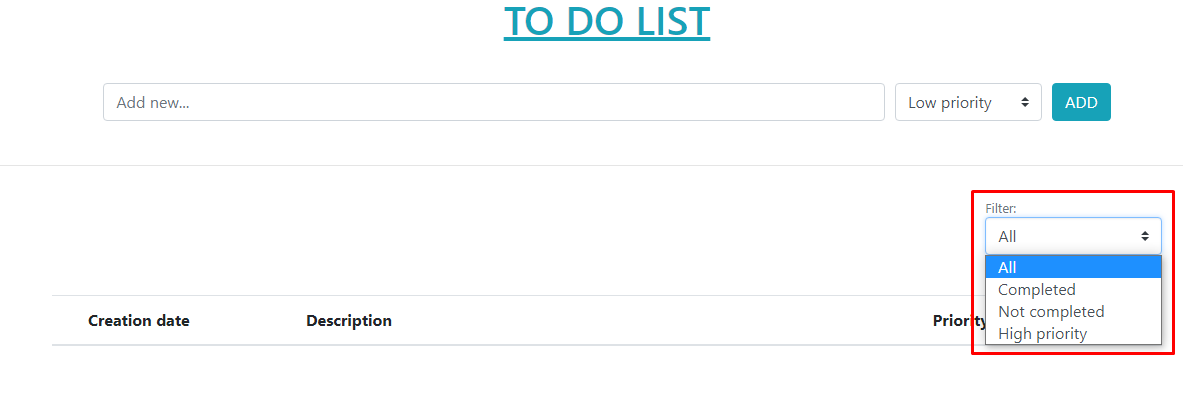 TO DO LIST
Add new...
Low priority
ADD
Filter:
All
All
Completed
Not completed
High priority
Creation date Description Priority